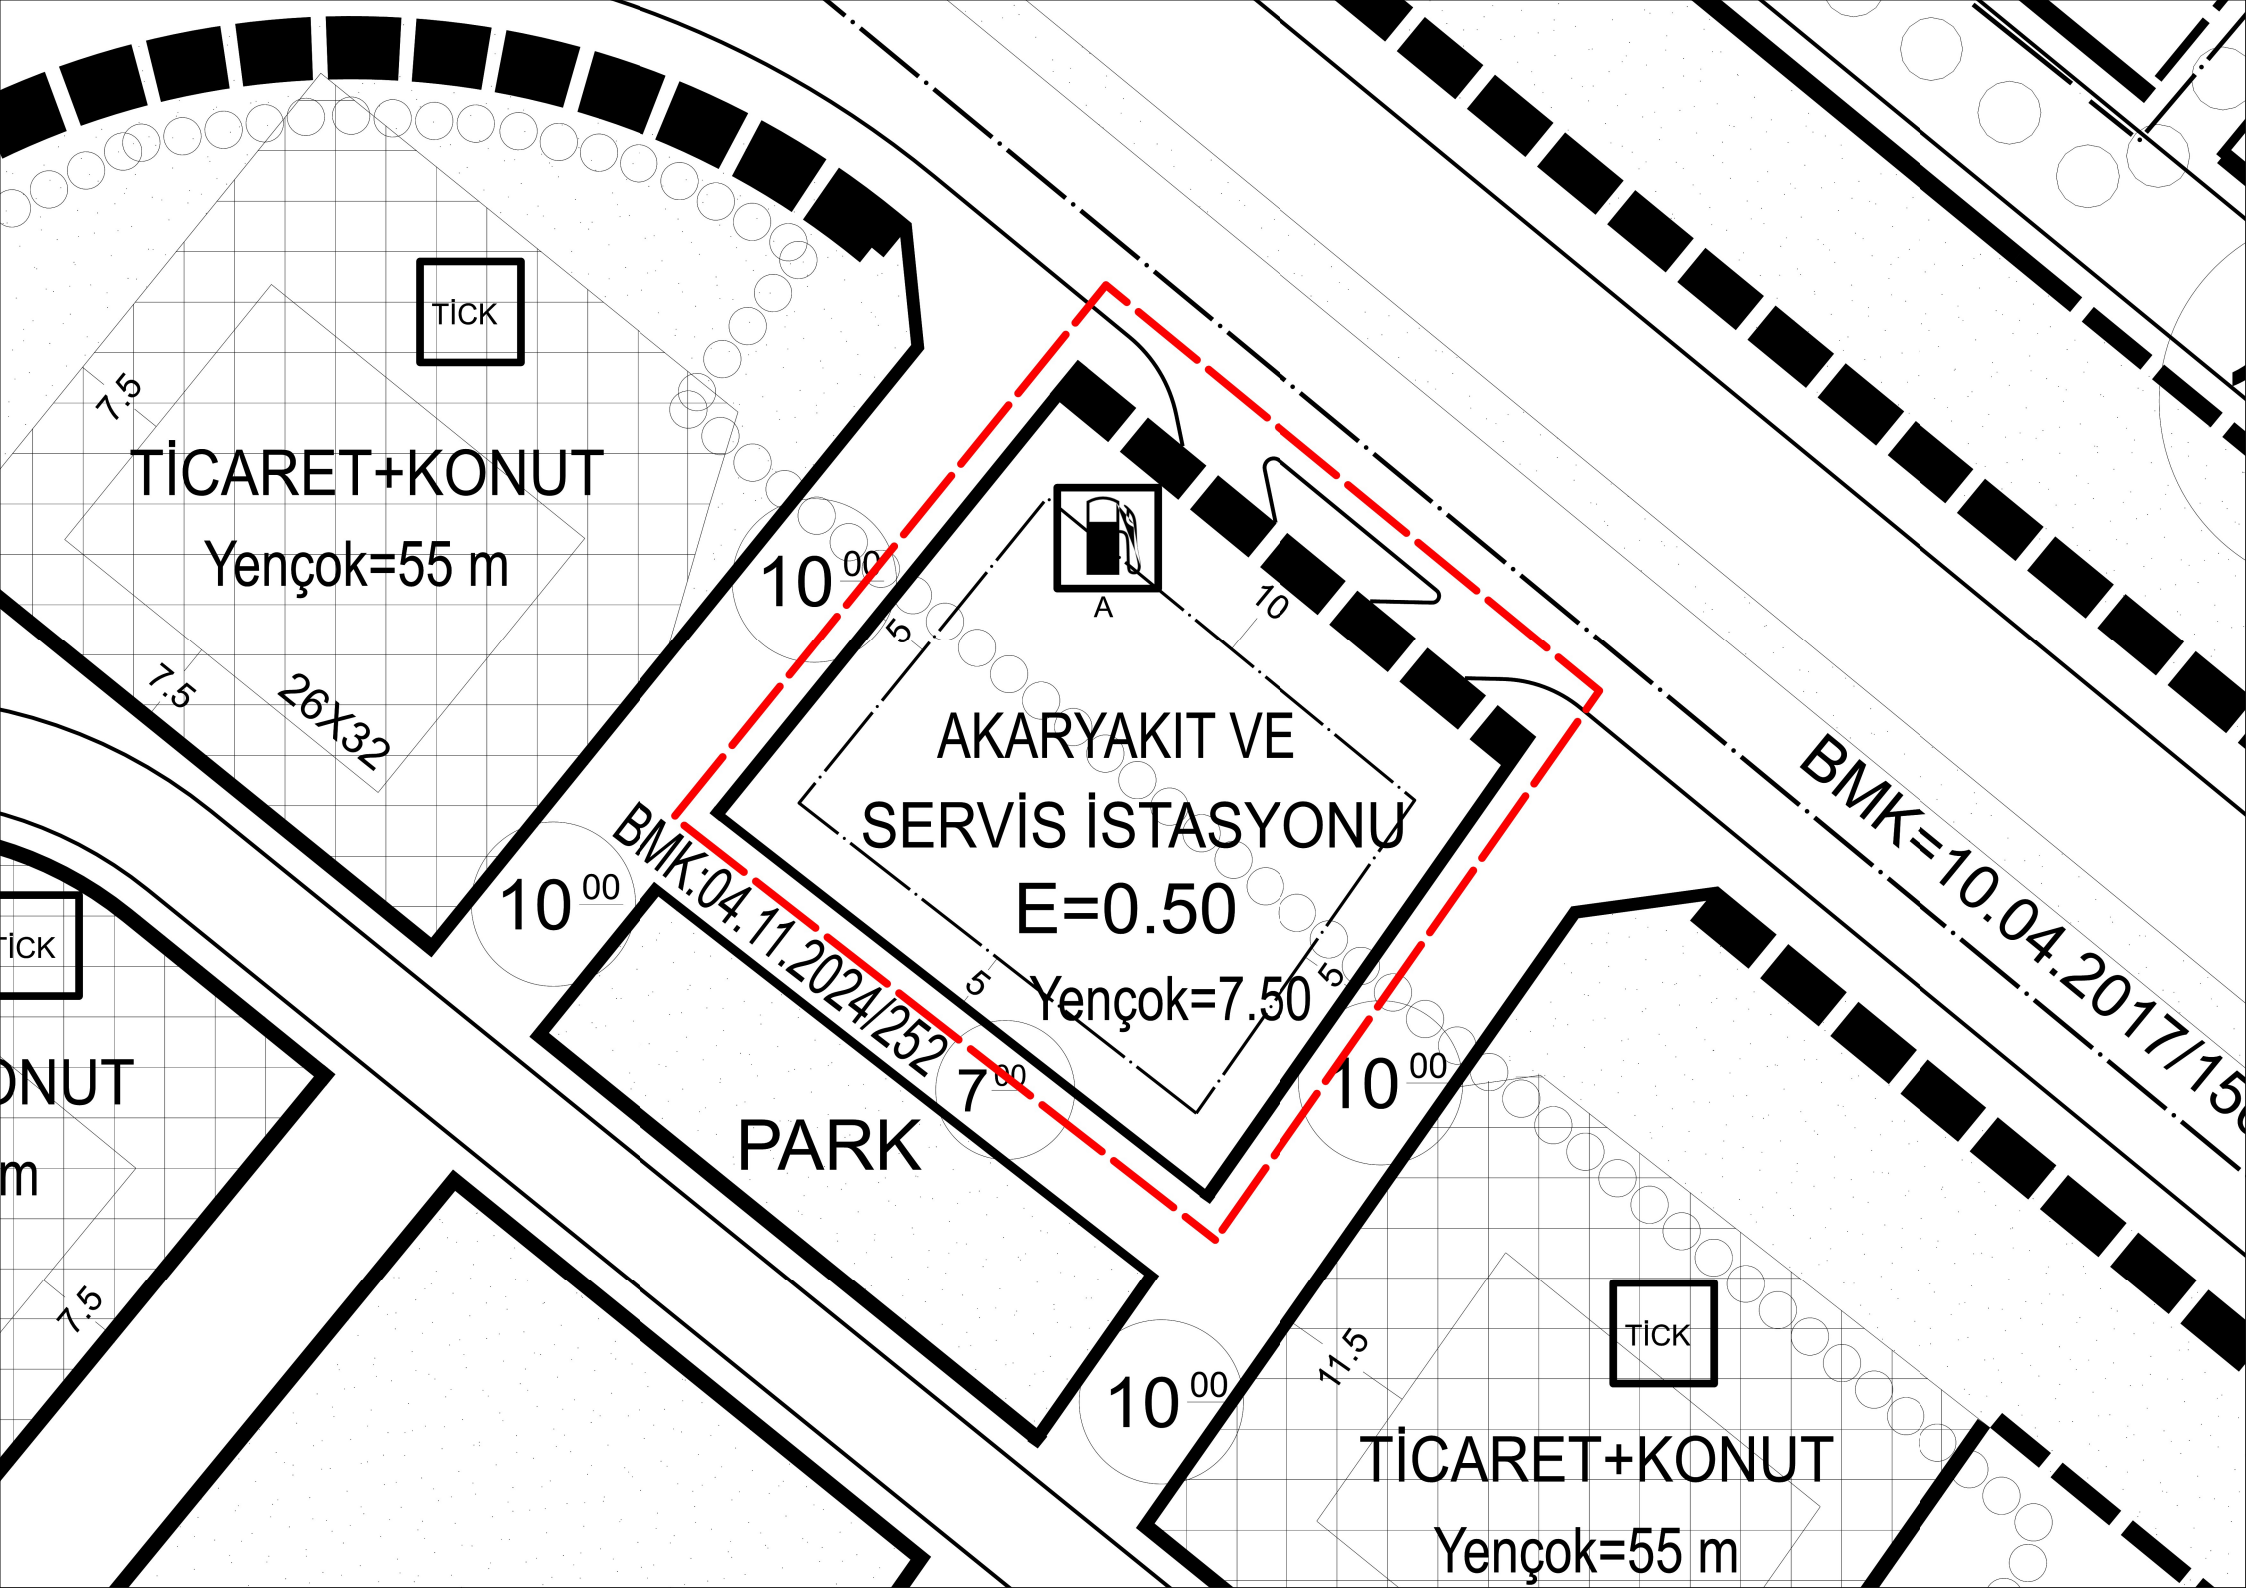 TİCK
7.5
TİCARET+KONUT
Yençok=55 m
7.5
26X32
10 00
A
5
10
AKARYAKIT VE
SERVİS İSTASYONU
E=0.50
Yençok=7.50
5
5
BMK=10.04.2017/15
BMK:04.11.2024/252
10 00
TİCK
ONUT
m
7.5
7 00
10 00
PARK
10 00
11.5
TİCK
TİCARET+KONUT
Yençok=55 m